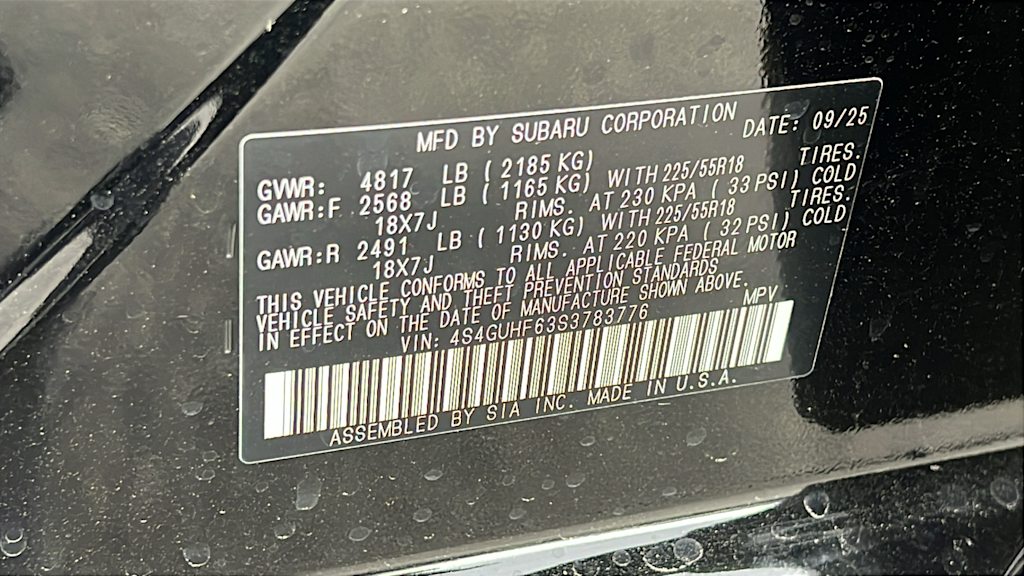 MFD BY SUBARU CORPORATION DATE: 09/25
GVWR: 4817 LB ( 2185 KG)
GAWR:F 2568 LB ( 1165 KG) WITH 225/55R18 TIRES.
18X7J RIMS. AT 230 KPA ( 33 PSI) COLD
GAWR:R 2491 LB ( 1130 KG) WITH 225/55R18 TIRES.
18X7J RIMS. AT 220 KPA ( 32 PSI) COLD
THIS VEHICLE CONFORMS TO ALL APPLICABLE FEDERAL MOTOR
VEHICLE SAFETY AND THEFT PREVENTION STANDARDS
IN EFFECT ON THE DATE OF MANUFACTURE SHOWN ABOVE.
VIN: 4S4GUHF63S3783776 MPV
ASSEMBLED BY SIA INC. MADE IN U.S.A.